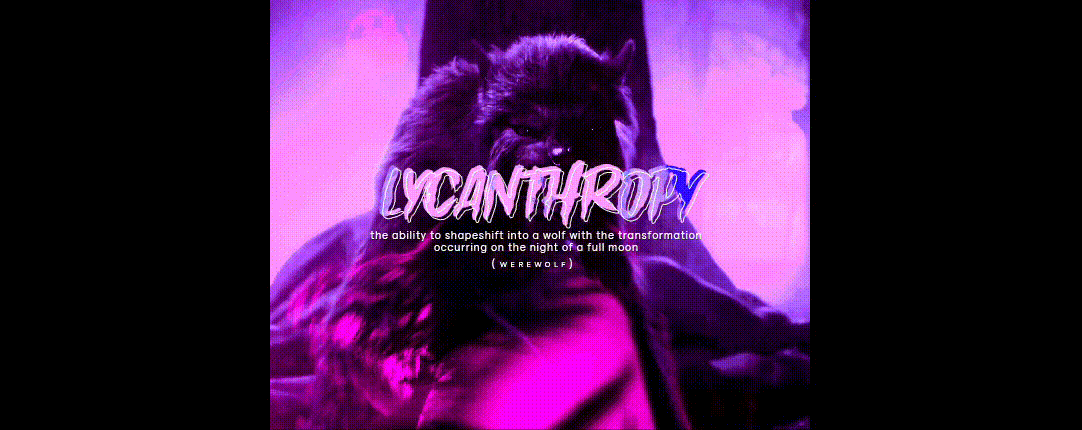 LYCANTHROPY
the ability to shapeshift into a wolf with the transformation
occurring on the night of a full moon
( WEREWOLF )